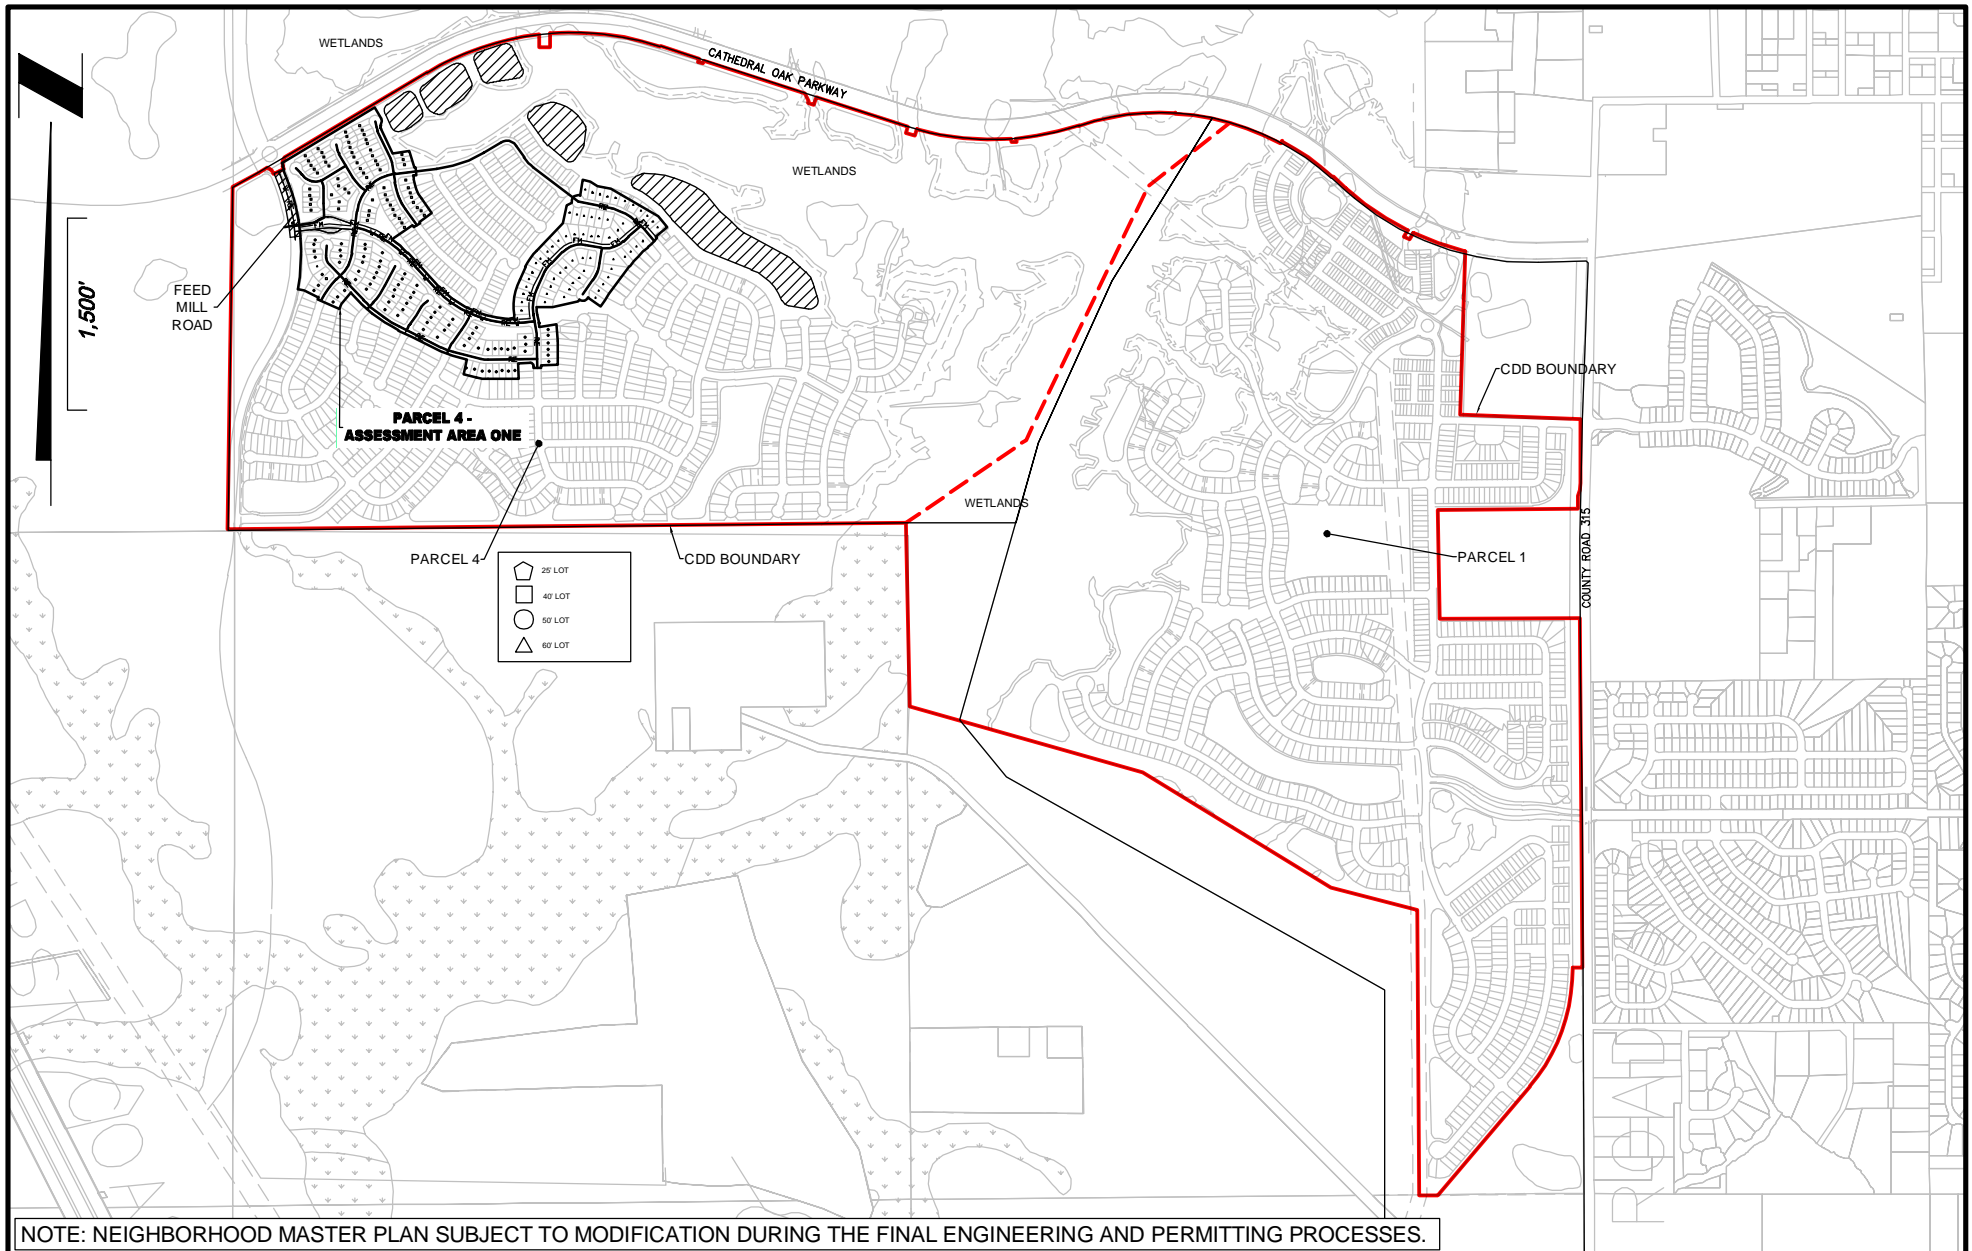 WETLANDS
CATHEDRAL OAK PARKWAY
WETLANDS
1,500'
FEED
MILL
ROAD
PARCEL 4 -
ASSESSMENT AREA ONE
CDD BOUNDARY
WETLANDS
COUNTY ROAD 315
PARCEL 4
CDD BOUNDARY
PARCEL 1
25' LOT
40' LOT
50' LOT
60' LOT
NOTE: NEIGHBORHOOD MASTER PLAN SUBJECT TO MODIFICATION DURING THE FINAL ENGINEERING AND PERMITTING PROCESSES.